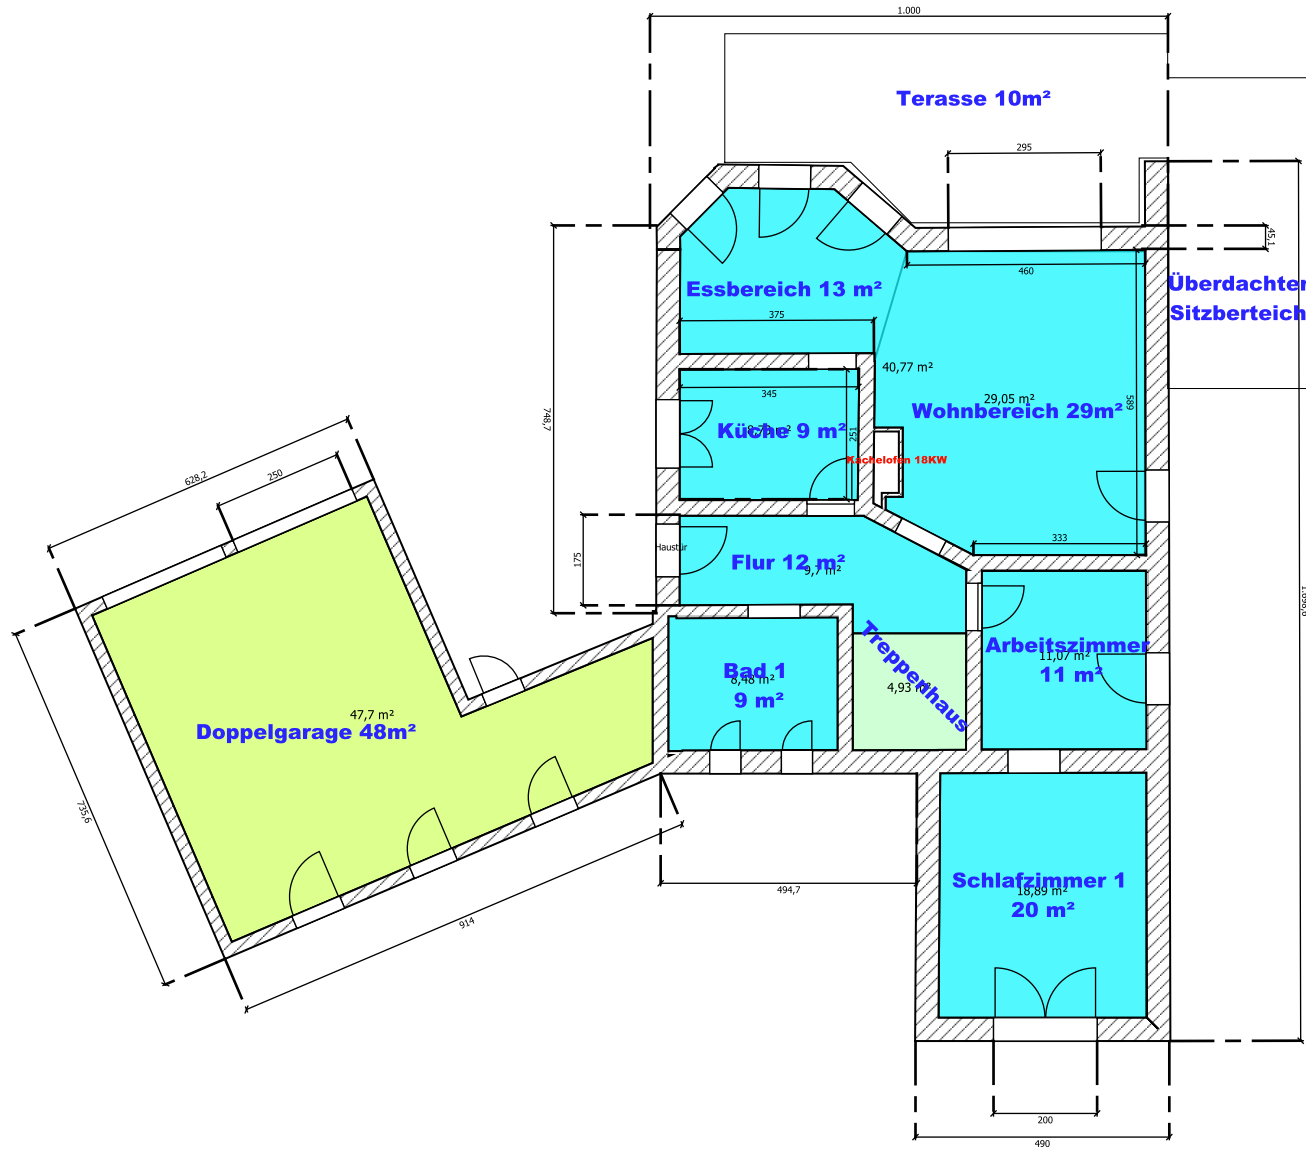 1.000
Terasse 10m²
295
45,1
460
Überdachter
Sitzberteich
Essbereich 13 m²
375
40,77 m²
29,05 m²
Wohnbereich 29m²
589
345
Küche 9 m²
251
748,7
Kachelofen 18KW
628,2
250
333
175
Haustür
Flur 12 m²
9,7 m²
Treppenhaus
Arbeitszimmer
11,07 m²
11 m²
Bad 1
8,48 m²
9 m²
4,93 m²
47,7 m²
Doppelgarage 48m²
735,6
914
494,7
Schlafzimmer 1
18,89 m²
20 m²
200
490